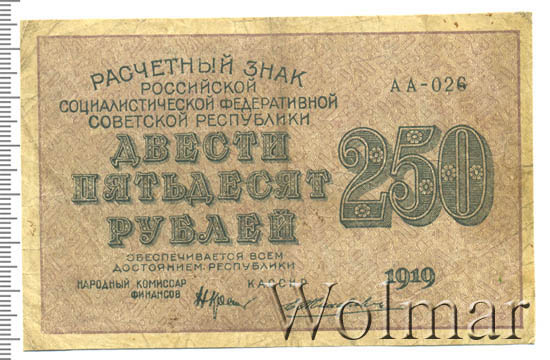 РАСЧЕТНЫЙ ЗНАК
РОССИЙСКОЙ
СОЦИАЛИСТИЧЕСКОЙ ФЕДЕРАТИВНОЙ
СОВЕТСКОЙ РЕСПУБЛИКИ
АА-026
ДВЕСТИ
ПЯТЬДЕСЯТ
РУБЛЕЙ
250
ОБЕСПЕЧИВАЕТСЯ ВСЕМ
ДОСТОЯНИЕМ РЕСПУБЛИКИ
НАРОДНЫЙ КОМИССАР
ФИНАНСОВ
КАССИР
1919
Wolmar